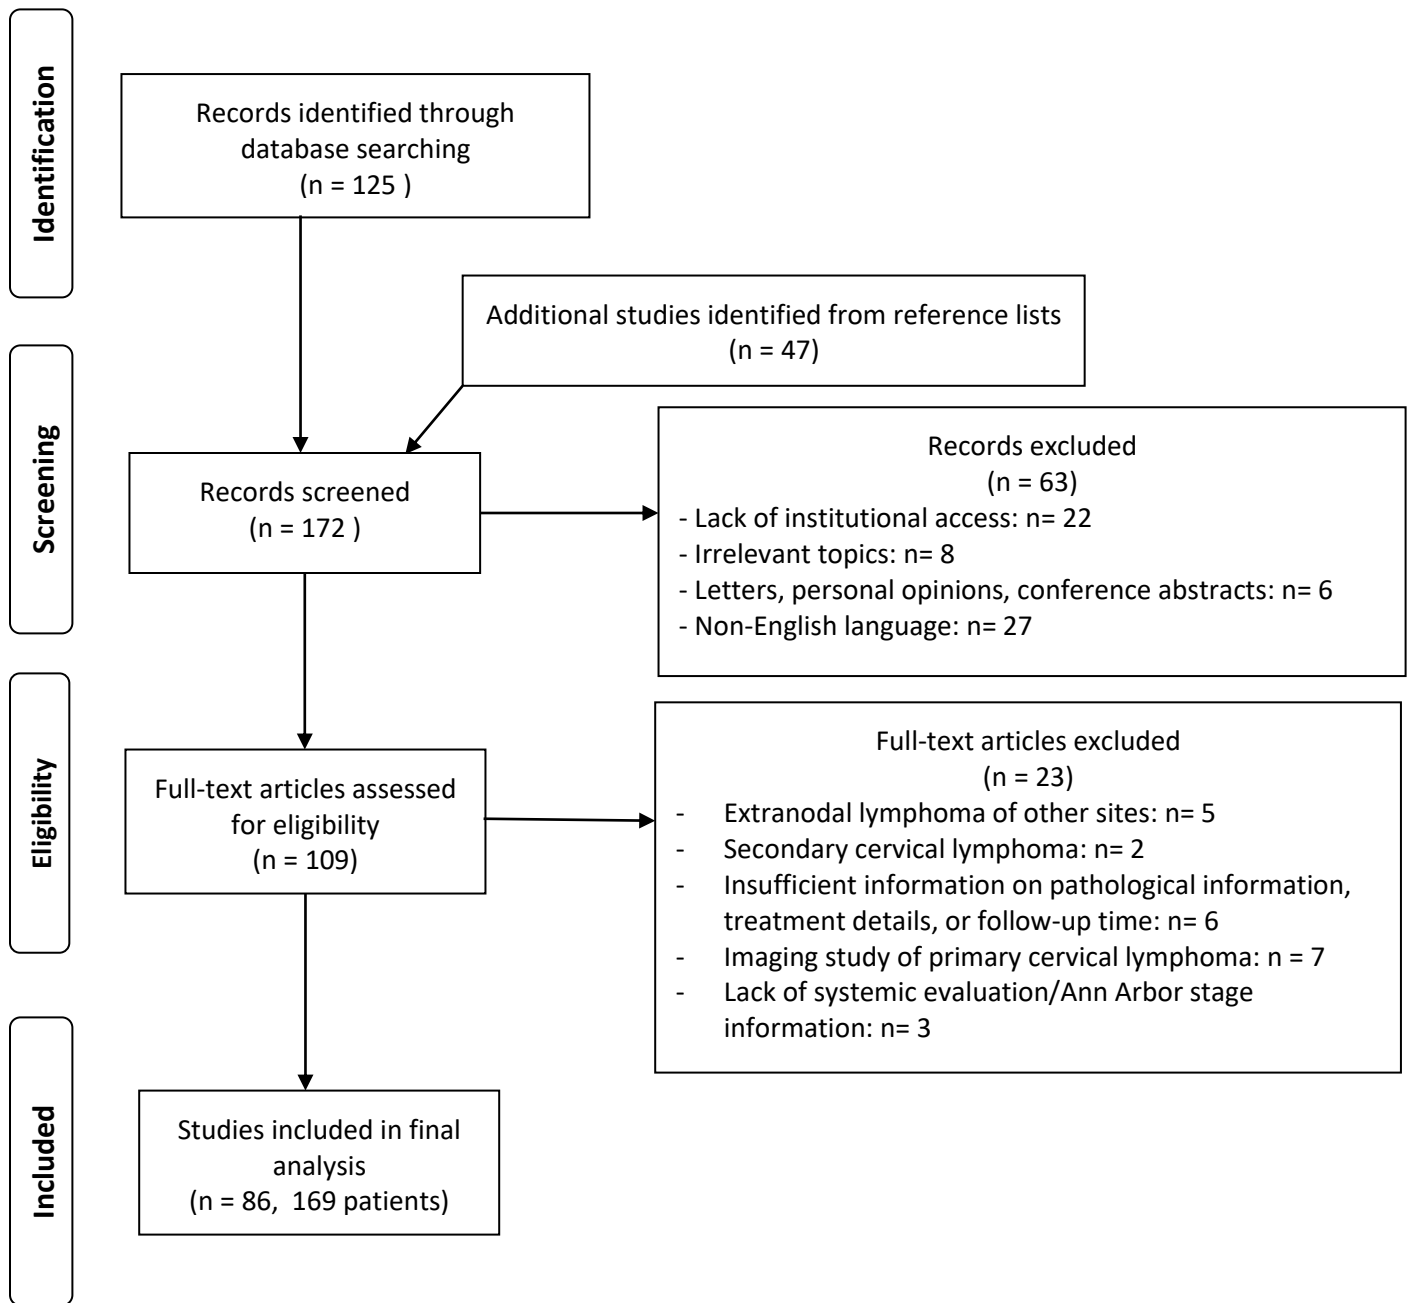 Identification
Records identified through
database searching
(n = 125 )
Additional studies identified from reference lists
(n = 47)
Screening
Records screened
(n = 172 )
Records excluded
(n = 63)
- Lack of institutional access: n= 22
- Irrelevant topics: n= 8
- Letters, personal opinions, conference abstracts: n= 6
- Non-English language: n= 27
Eligibility
Full-text articles assessed
for eligibility
(n = 109)
Full-text articles excluded
(n = 23)
- Extranodal lymphoma of other sites: n= 5
- Secondary cervical lymphoma: n= 2
- Insufficient information on pathological information,
treatment details, or follow-up time: n= 6
- Imaging study of primary cervical lymphoma: n = 7
- Lack of systemic evaluation/Ann Arbor stage
information: n= 3
Included
Studies included in final
analysis
(n = 86,  169 patients)